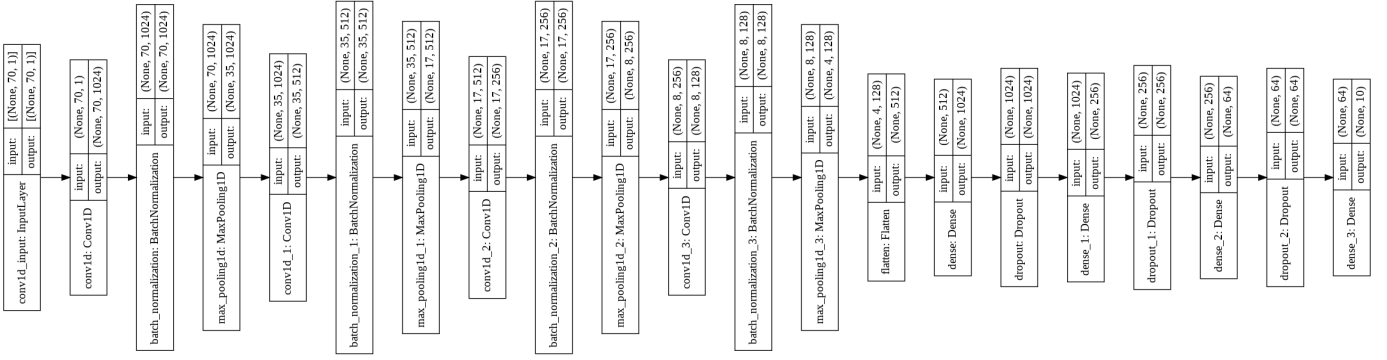 conv1d_input: InputLayer
input:
output:
[(None, 70, 1)]
[(None, 70, 1)]
conv1d: Conv1D
input:
output:
(None, 70, 1)
(None, 70, 1024)
batch_normalization: BatchNormalization
input:
output:
(None, 70, 1024)
(None, 70, 1024)
max_pooling1d: MaxPooling1D
input:
output:
(None, 70, 1024)
(None, 35, 1024)
conv1d_1: Conv1D
input:
output:
(None, 35, 1024)
(None, 35, 512)
batch_normalization_1: BatchNormalization
input:
output:
(None, 35, 512)
(None, 35, 512)
max_pooling1d_1: MaxPooling1D
input:
output:
(None, 35, 512)
(None, 17, 512)
conv1d_2: Conv1D
input:
output:
(None, 17, 512)
(None, 17, 256)
batch_normalization_2: BatchNormalization
input:
output:
(None, 17, 256)
(None, 17, 256)
max_pooling1d_2: MaxPooling1D
input:
output:
(None, 17, 256)
(None, 8, 256)
conv1d_3: Conv1D
input:
output:
(None, 8, 256)
(None, 8, 128)
batch_normalization_3: BatchNormalization
input:
output:
(None, 8, 128)
(None, 8, 128)
max_pooling1d_3: MaxPooling1D
input:
output:
(None, 8, 128)
(None, 4, 128)
flatten: Flatten
input:
output:
(None, 4, 128)
(None, 512)
dense: Dense
input:
output:
(None, 512)
(None, 1024)
dropout: Dropout
input:
output:
(None, 1024)
(None, 1024)
dense_1: Dense
input:
output:
(None, 1024)
(None, 256)
dropout_1: Dropout
input:
output:
(None, 256)
(None, 256)
dense_2: Dense
input:
output:
(None, 256)
(None, 64)
dropout_2: Dropout
input:
output:
(None, 64)
(None, 64)
dense_3: Dense
input:
output:
(None, 64)
(None, 10)